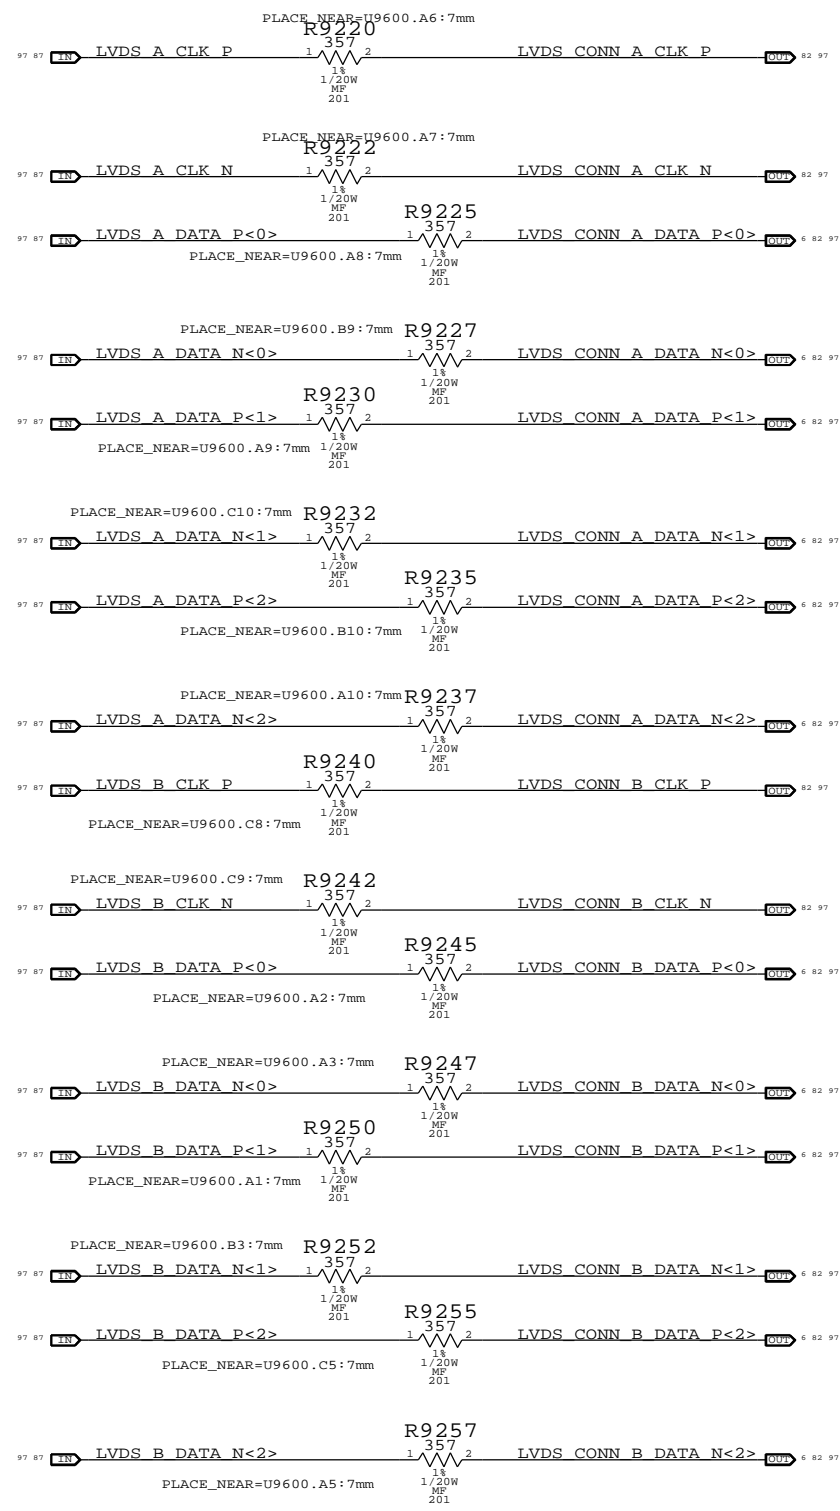 PLACE_NEAR=U9600.A6:7mm
R9220
97 87 IN LVDS_A_CLK_P 1 357 2 LVDS_CONN_A_CLK_P OUT 82 97
1%
1/20W
MF
201
PLACE_NEAR=U9600.A7:7mm
R9222
97 87 IN LVDS_A_CLK_N 1 357 2 LVDS_CONN_A_CLK_N OUT 82 97
1%
1/20W
MF
201
R9225
97 87 IN LVDS_A_DATA_P<0> 1 357 2 LVDS_CONN_A_DATA_P<0> OUT 6 82 97
PLACE_NEAR=U9600.A8:7mm
1%
1/20W
MF
201
PLACE_NEAR=U9600.B9:7mm R9227
97 87 IN LVDS_A_DATA_N<0> 1 357 2 LVDS_CONN_A_DATA_N<0> OUT 6 82 97
1%
1/20W
MF
201
R9230
97 87 IN LVDS_A_DATA_P<1> 1 357 2 LVDS_CONN_A_DATA_P<1> OUT 6 82 97
PLACE_NEAR=U9600.A9:7mm
1%
1/20W
MF
201
PLACE_NEAR=U9600.C10:7mm R9232
97 87 IN LVDS_A_DATA_N<1> 1 357 2 LVDS_CONN_A_DATA_N<1> OUT 6 82 97
1%
1/20W
MF
201
R9235
97 87 IN LVDS_A_DATA_P<2> 1 357 2 LVDS_CONN_A_DATA_P<2> OUT 6 82 97
PLACE_NEAR=U9600.B10:7mm
1%
1/20W
MF
201
PLACE_NEAR=U9600.A10:7mm R9237
97 87 IN LVDS_A_DATA_N<2> 1 357 2 LVDS_CONN_A_DATA_N<2> OUT 6 82 97
1%
1/20W
MF
201
R9240
97 87 IN LVDS_B_CLK_P 1 357 2 LVDS_CONN_B_CLK_P OUT 82 97
PLACE_NEAR=U9600.C8:7mm
1%
1/20W
MF
201
PLACE_NEAR=U9600.C9:7mm R9242
97 87 IN LVDS_B_CLK_N 1 357 2 LVDS_CONN_B_CLK_N OUT 82 97
1%
1/20W
MF
201
R9245
97 87 IN LVDS_B_DATA_P<0> 1 357 2 LVDS_CONN_B_DATA_P<0> OUT 6 82 97
PLACE_NEAR=U9600.A2:7mm
1%
1/20W
MF
201
PLACE_NEAR=U9600.A3:7mm R9247
97 87 IN LVDS_B_DATA_N<0> 1 357 2 LVDS_CONN_B_DATA_N<0> OUT 6 82 97
1%
1/20W
MF
201
R9250
97 87 IN LVDS_B_DATA_P<1> 1 357 2 LVDS_CONN_B_DATA_P<1> OUT 6 82 97
PLACE_NEAR=U9600.A1:7mm
1%
1/20W
MF
201
PLACE_NEAR=U9600.B3:7mm R9252
97 87 IN LVDS_B_DATA_N<1> 1 357 2 LVDS_CONN_B_DATA_N<1> OUT 6 82 97
1%
1/20W
MF
201
R9255
97 87 IN LVDS_B_DATA_P<2> 1 357 2 LVDS_CONN_B_DATA_P<2> OUT 6 82 97
PLACE_NEAR=U9600.C5:7mm
1%
1/20W
MF
201
R9257
97 87 IN LVDS_B_DATA_N<2> 1 357 2 LVDS_CONN_B_DATA_N<2> OUT 6 82 97
PLACE_NEAR=U9600.A5:7mm
1%
1/20W
MF
201